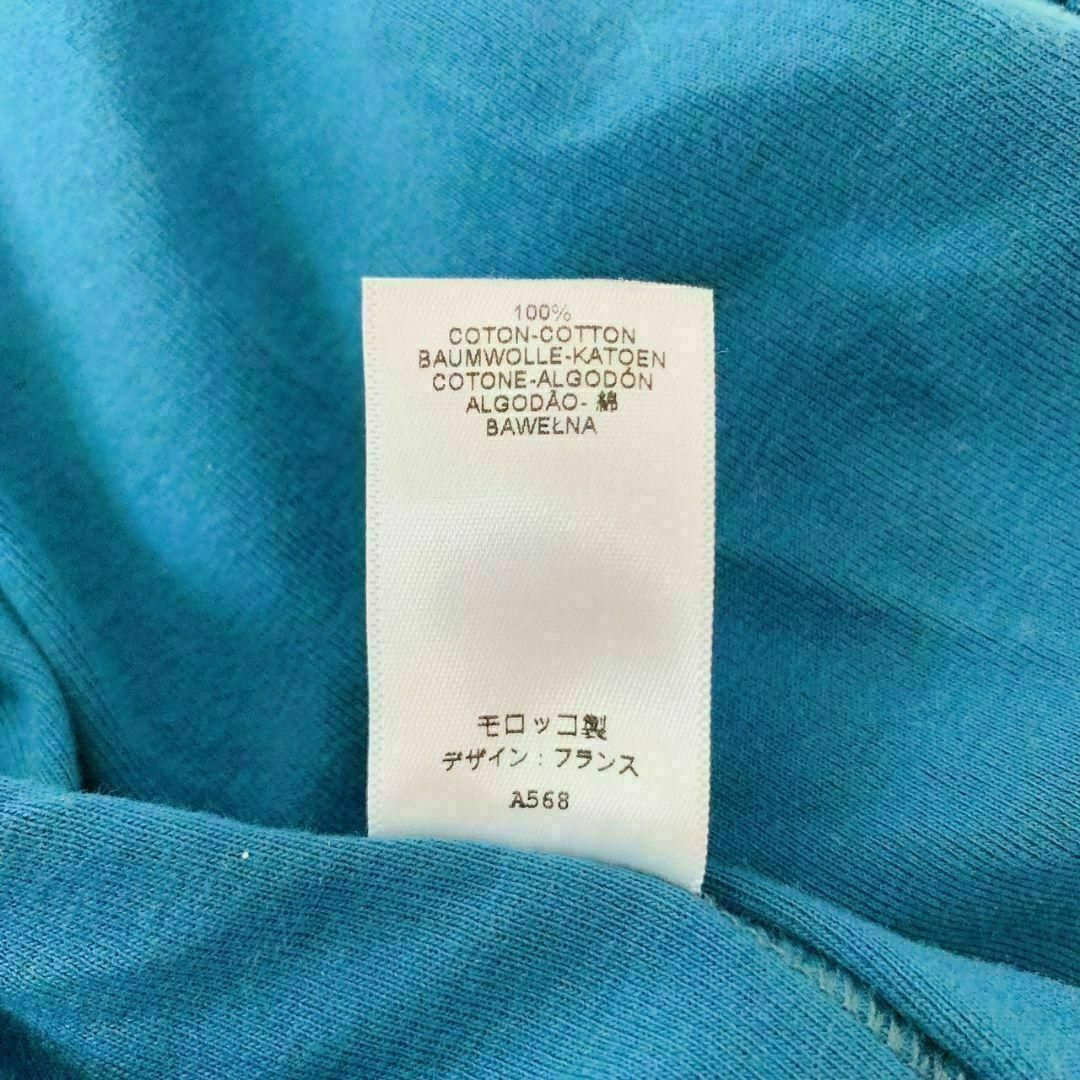 100%
COTON-COTTON
BAUMWOLLE-KATOEN
COTONE-ALGODÓN
ALGODÃO- 綿
BAWEŁNA
モロッコ製
デザイン：フランス
A568